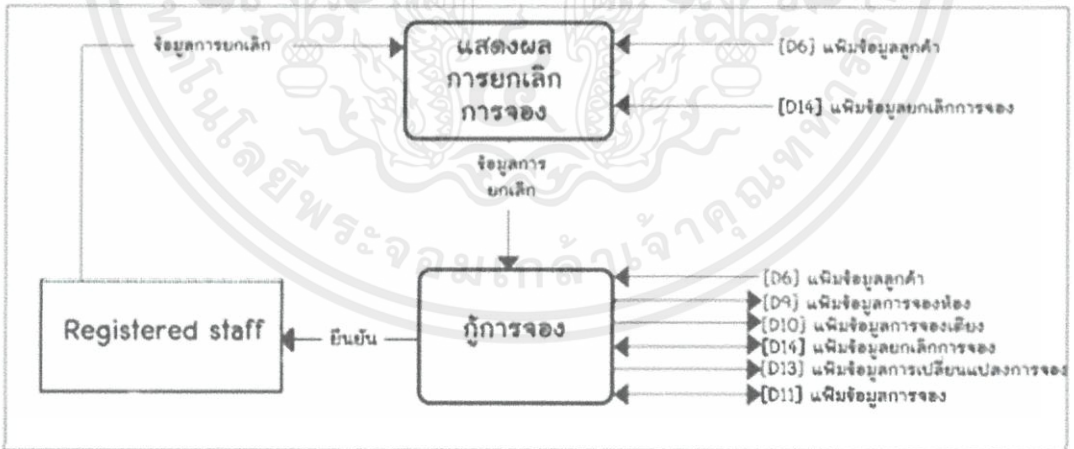 ข้อมูลการยกเลิก
แสดงผล
การยกเลิก
การจอง
[D6] แฟ้มข้อมูลลูกค้า
[D14] แฟ้มข้อมูลยกเลิกการจอง
ข้อมูลการ
ยกเลิก
Registered staff
ยืนยัน
กู้การจอง
[D6] แฟ้มข้อมูลลูกค้า
[D9] แฟ้มข้อมูลการจองห้อง
[D10] แฟ้มข้อมูลการจองเตียง
[D14] แฟ้มข้อมูลยกเลิกการจอง
[D13] แฟ้มข้อมูลการเปลี่ยนแปลงการจอง
[D11] แฟ้มข้อมูลการจอง